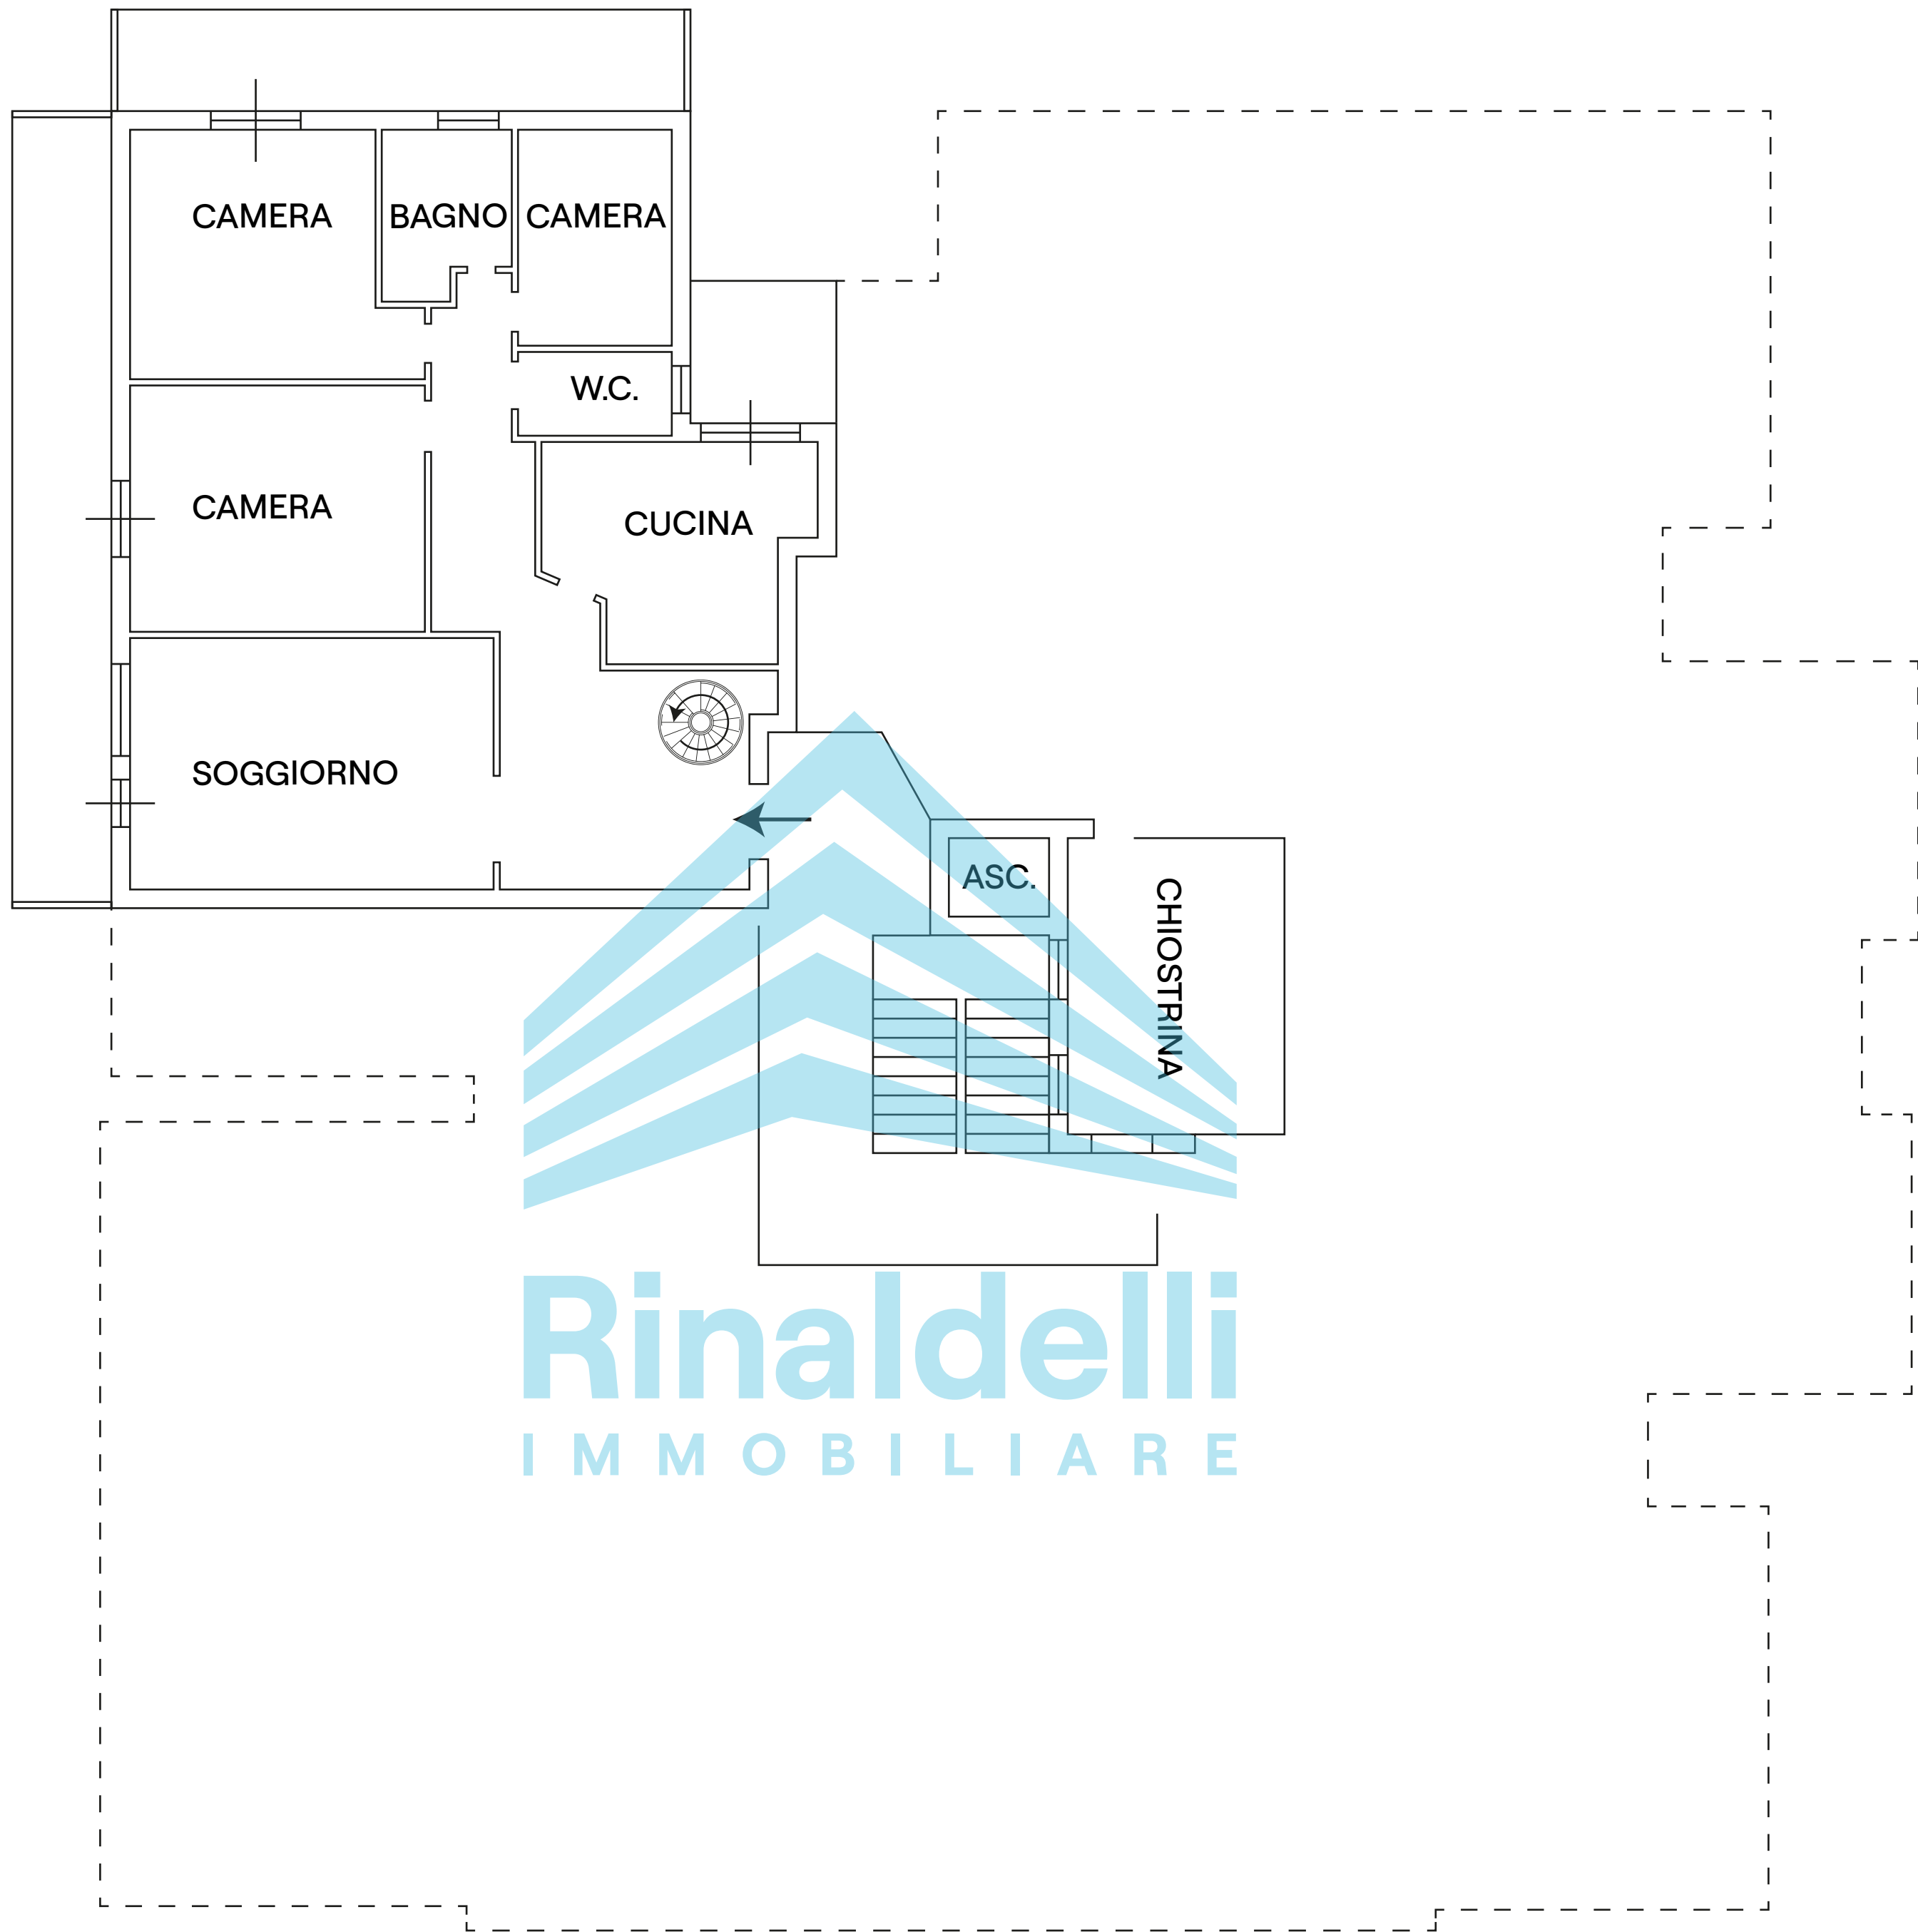 CAMERA
BAGNO
CAMERA
W.C.
CAMERA
CUCINA
SOGGIORNO
ASC.
CHIOSTRINA
Rinaldelli
IMMOBILIARE